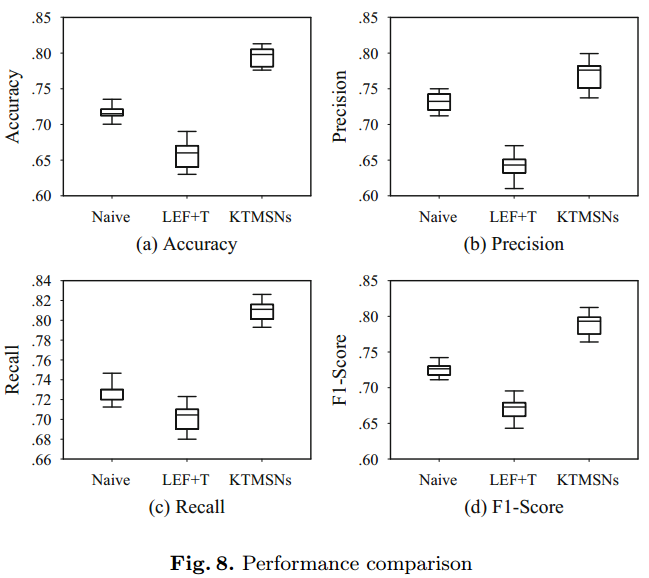 .85
.80
.75
.70
.65
.60
Accuracy
Naive LEF+T KTMSNs
(a) Accuracy
.85
.80
.75
.70
.65
.60
Precision
Naive LEF+T KTMSNs
(b) Precision
.84
.82
.80
.78
.76
.74
.72
.70
.68
.66
Recall
Naive LEF+T KTMSNs
(c) Recall
.85
.80
.75
.70
.65
.60
F1-Score
Naive LEF+T KTMSNs
(d) F1-Score
Fig. 8. Performance comparison